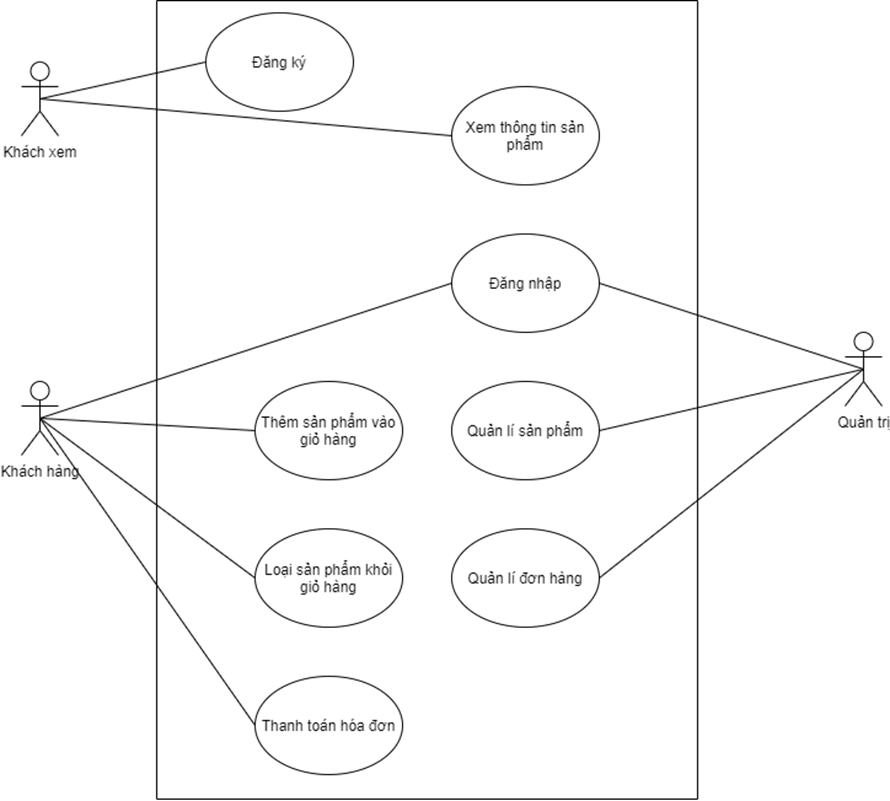 Đăng ký
Xem thông tin sản
phẩm
Khách xem
Đăng nhập
Thêm sản phẩm vào
giỏ hàng
Quản lí sản phẩm
Quản trị
Khách hàng
Loại sản phẩm khỏi
giỏ hàng
Quản lí đơn hàng
Thanh toán hóa đơn